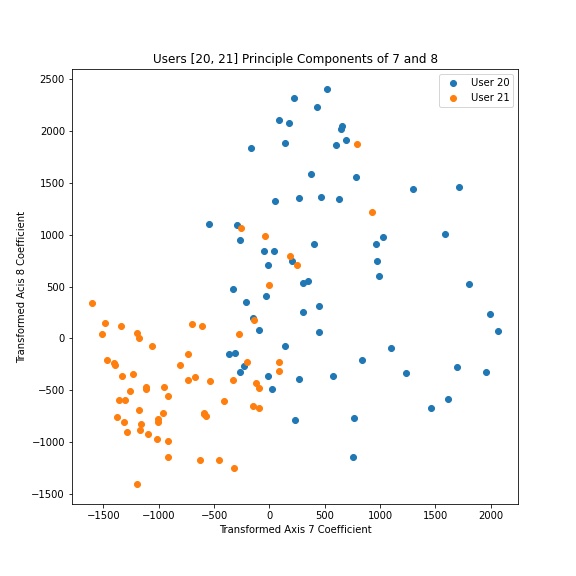 Users [20, 21] Principle Components of 7 and 8
User 20
User 21
Transformed Acis 8 Coefficient
2500
2000
1500
1000
500
0
−500
−1000
−1500
−1500 −1000 −500 0 500 1000 1500 2000
Transformed Axis 7 Coefficient